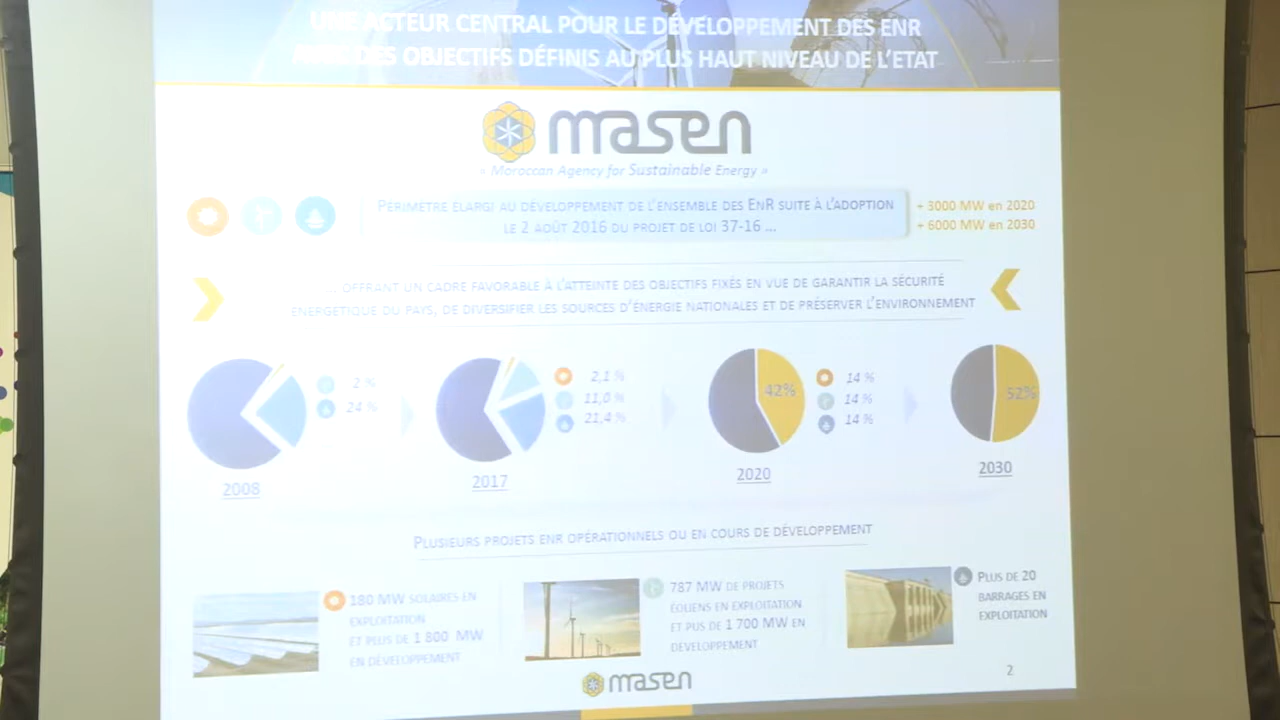 UNE ACTEUR CENTRAL POUR LE DÉVELOPPEMENT DES ENR
AVEC DES OBJECTIFS DÉFINIS AU PLUS HAUT NIVEAU DE L'ETAT
masen
« Moroccan Agency for Sustainable Energy »
PÉRIMÈTRE ÉLARGI AU DÉVELOPPEMENT DE L'ENSEMBLE DES ENR SUITE À L'ADOPTION
LE 2 AOÛT 2016 DU PROJET DE LOI 37-16 ...
+ 3000 MW en 2020
+ 6000 MW en 2030
... OFFRANT UN CADRE FAVORABLE À L'ATTEINTE DES OBJECTIFS FIXÉS EN VUE DE GARANTIR LA SÉCURITÉ
ENERGÉTIQUE DU PAYS, DE DIVERSIFIER LES SOURCES D'ÉNERGIE NATIONALES ET DE PRÉSERVER L'ENVIRONNEMENT
2 %
24 %
2008
2,1 %
11,0 %
21,4 %
2017
42%
14 %
14 %
14 %
2020
52%
2030
PLUSIEURS PROJETS ENR OPÉRATIONNELS OU EN COURS DE DÉVELOPPEMENT
180 MW SOLAIRES EN
EXPLOITATION
ET PLUS DE 1 800 MW
EN DÉVELOPPEMENT
787 MW DE PROJETS
ÉOLIENS EN EXPLOITATION
ET PUS DE 1 700 MW EN
DEVELOPPEMENT
PLUS DE 20
BARRAGES EN
EXPLOITATION
masen
2